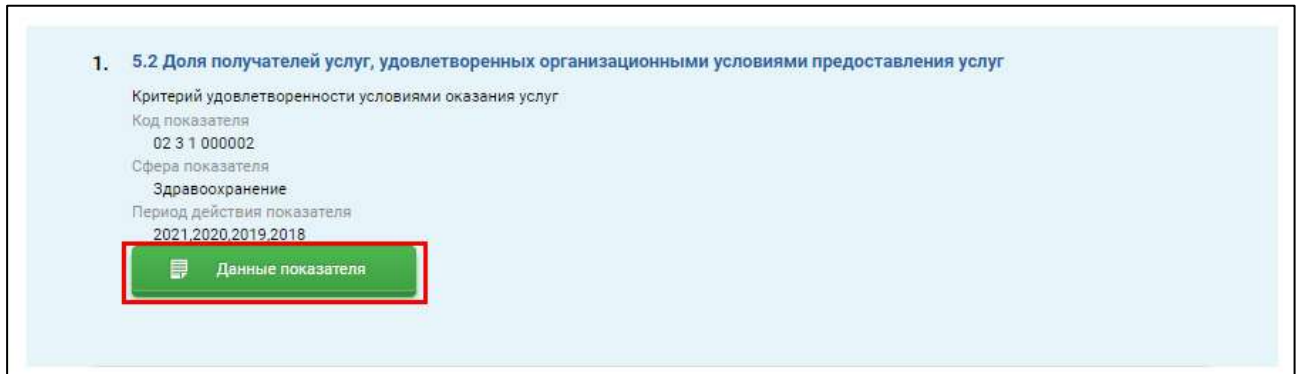 1. 5.2 Доля получателей услуг, удовлетворенных организационными условиями предоставления услуг
Критерий удовлетворенности условиями оказания услуг
Код показателя
02 3 1 000002
Сфера показателя
Здравоохранение
Период действия показателя
2021,2020,2019,2018
Данные показателя